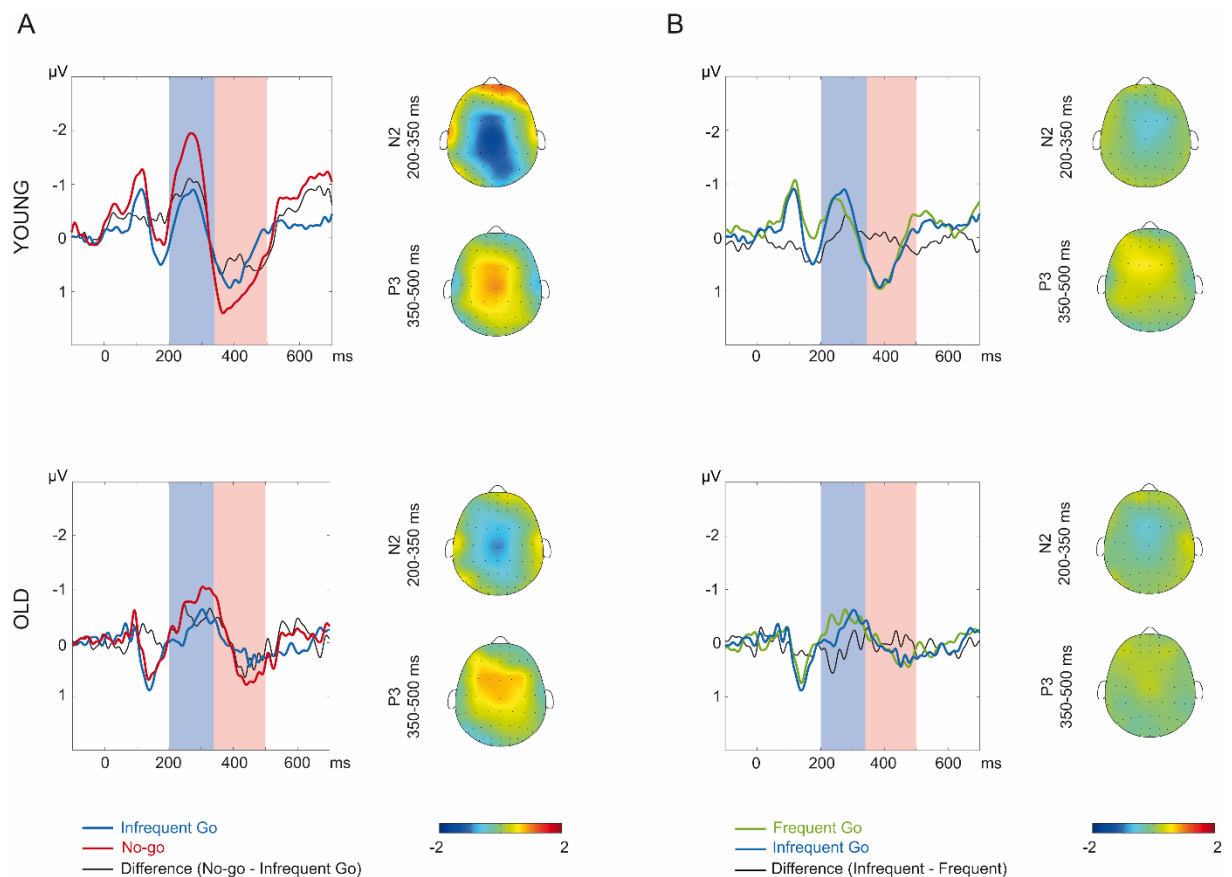 A
B
YOUNG
µV
-2
-1
0
1
0
200
400
600
ms
N2
200-350 ms
P3
350-500 ms
µV
-2
-1
0
1
0
200
400
600
ms
N2
200-350 ms
P3
350-500 ms
OLD
µV
-2
-1
0
1
0
200
400
600
ms
N2
200-350 ms
P3
350-500 ms
µV
-2
-1
0
1
0
200
400
600
ms
N2
200-350 ms
P3
350-500 ms
Infrequent Go
No-go
Difference (No-go - Infrequent Go)
-2
2
Frequent Go
Infrequent Go
Difference (Infrequent - Frequent)
-2
2